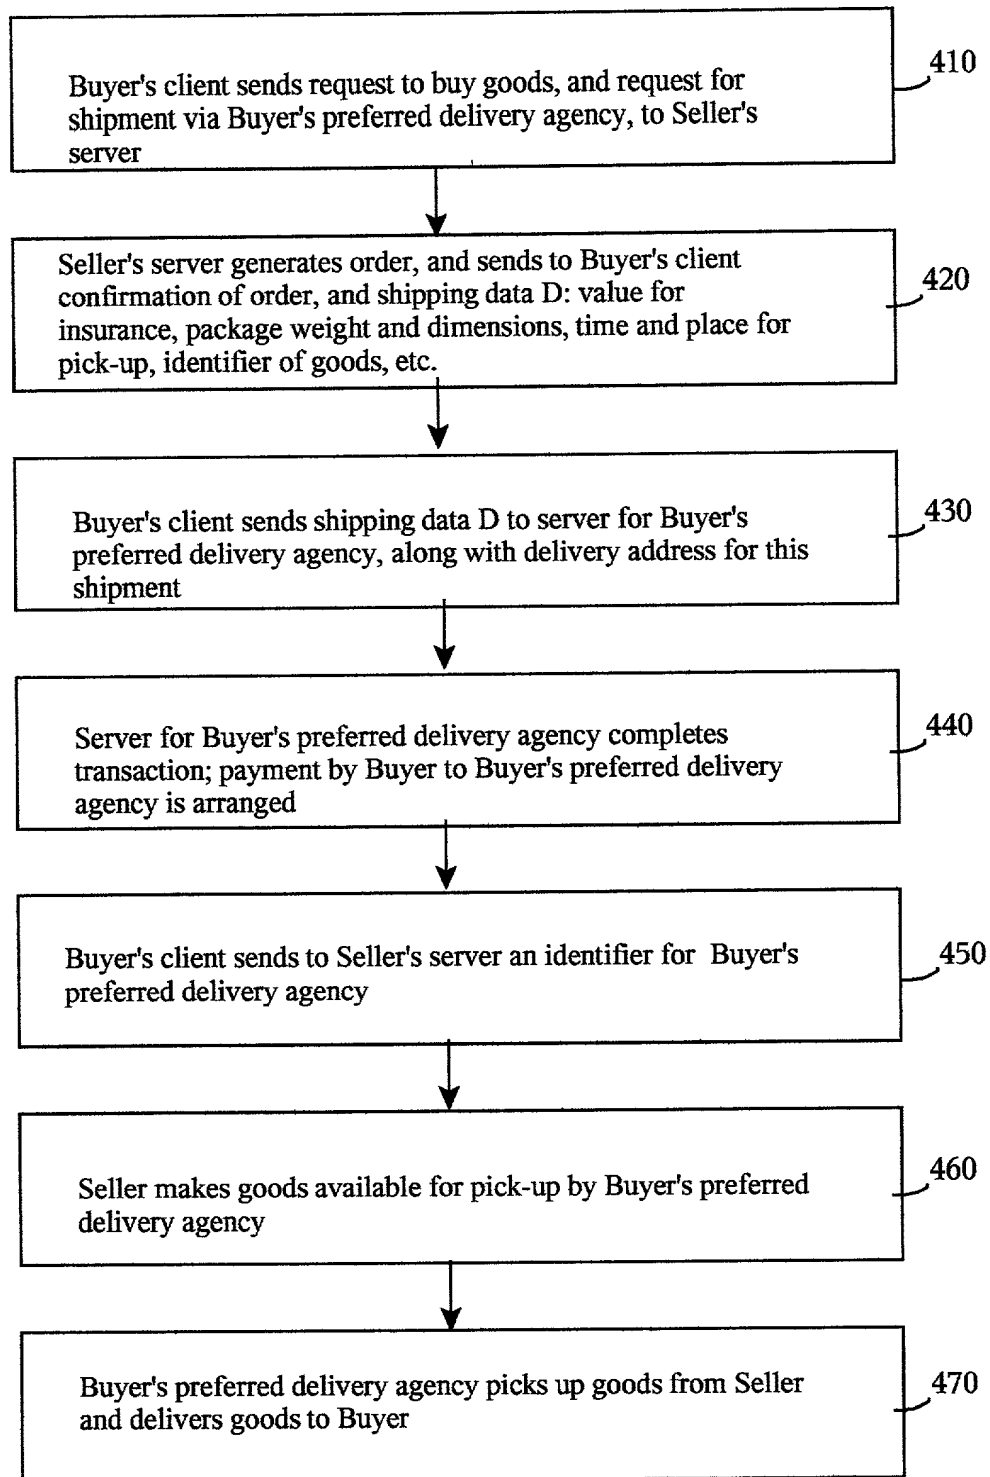 Buyer's client sends request to buy goods, and request for
shipment via Buyer's preferred delivery agency, to Seller's
server
410
Seller's server generates order, and sends to Buyer's client
confirmation of order, and shipping data D: value for
insurance, package weight and dimensions, time and place for
pick-up, identifier of goods, etc.
420
Buyer's client sends shipping data D to server for Buyer's
preferred delivery agency, along with delivery address for this
shipment
430
Server for Buyer's preferred delivery agency completes
transaction; payment by Buyer to Buyer's preferred delivery
agency is arranged
440
Buyer's client sends to Seller's server an identifier for Buyer's
preferred delivery agency
450
Seller makes goods available for pick-up by Buyer's preferred
delivery agency
460
Buyer's preferred delivery agency picks up goods from Seller
and delivers goods to Buyer
470